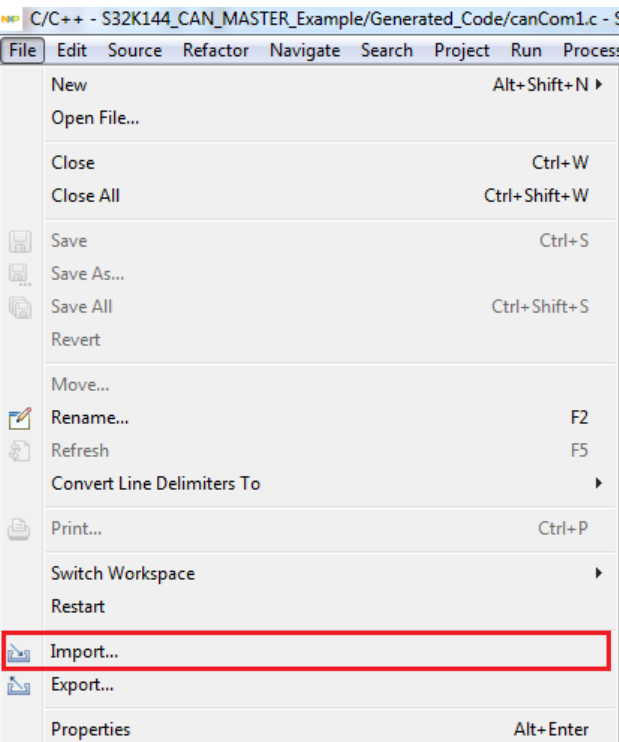 NXP C/C++ - S32K144_CAN_MASTER_Example/Generated_Code/canCom1.c - S
File Edit Source Refactor Navigate Search Project Run Process
New Alt+Shift+N
Open File...
Close Ctrl+W
Close All Ctrl+Shift+W
Save Ctrl+S
Save As...
Save All Ctrl+Shift+S
Revert
Move...
Rename... F2
Refresh F5
Convert Line Delimiters To
Print... Ctrl+P
Switch Workspace
Restart
Import...
Export...
Properties Alt+Enter